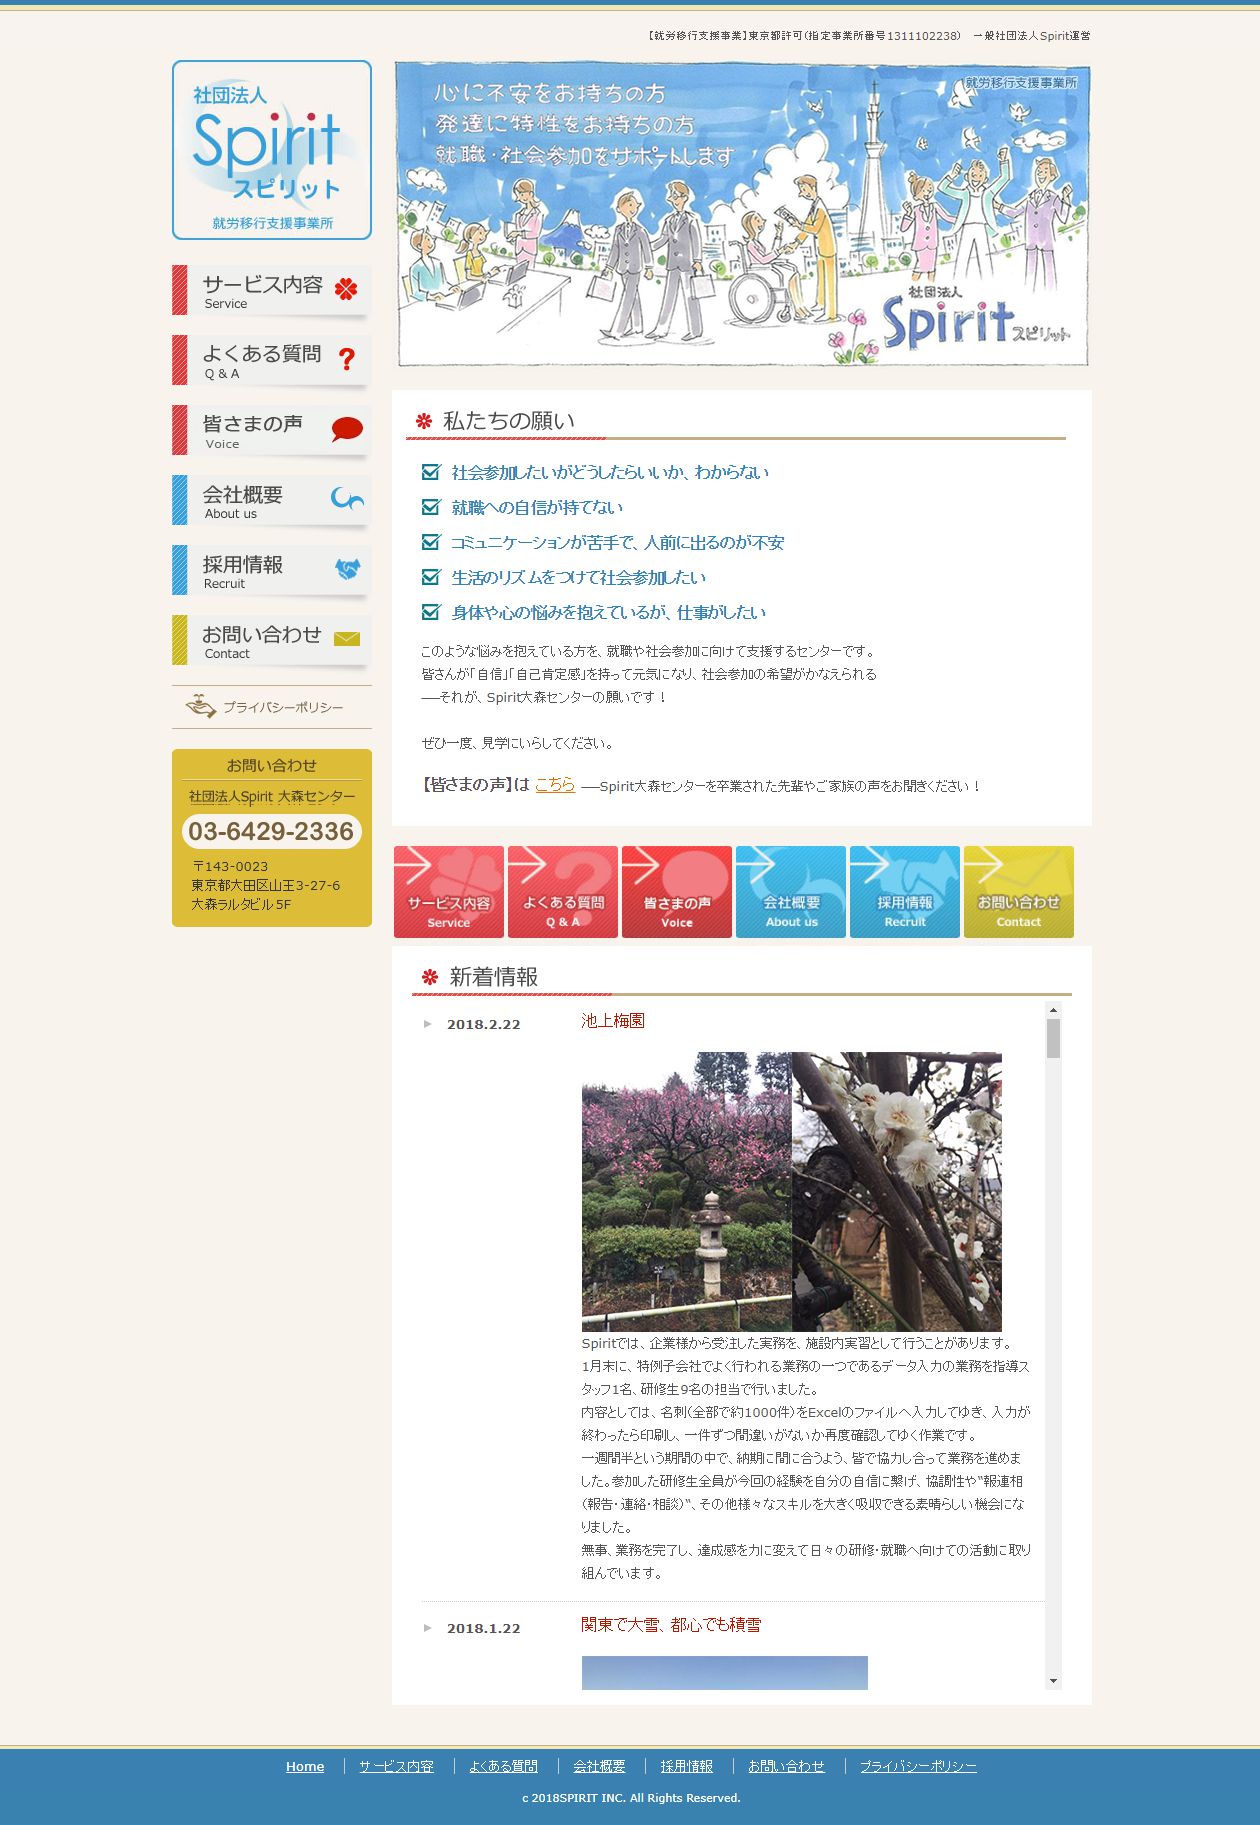 【就労移行支援事業】東京都許可(指定事業所番号1311102238)　一般社団法人Spirit運営
社団法人
Spirit
スピリット
就労移行支援事業所
心に不安をお持ちの方
発達に特性をお持ちの方
就職・社会参加をサポートします
就労移行支援事業所
社団法人
Spirit スピリット
サービス内容
Service
よくある質問
Q & A
皆さまの声
Voice
会社概要
About us
採用情報
Recruit
お問い合わせ
Contact
プライバシーポリシー
お問い合わせ
社団法人Spirit 大森センター
03-6429-2336
〒143-0023
東京都大田区山王3-27-6
大森ラルタビル5F
私たちの願い
社会参加したいがどうしたらいいか、わからない
就職への自信が持てない
コミュニケーションが苦手で、人前に出るのが不安
生活のリズムをつけて社会参加したい
身体や心の悩みを抱えているが、仕事がしたい
このような悩みを抱えている方を、就職や社会参加に向けて支援するセンターです。
皆さんが「自信」「自己肯定感」を持って元気になり、社会参加の希望がかなえられる
──それが、Spirit大森センターの願いです！
ぜひ一度、見学にいらしてください。
【皆さまの声】は こちら ──Spirit大森センターを卒業された先輩やご家族の声をお聞きください！
サービス内容
Service
よくある質問
Q & A
皆さまの声
Voice
会社概要
About us
採用情報
Recruit
お問い合わせ
Contact
新着情報
2018.2.22
池上梅園
Spiritでは、企業様から受注した実務を、施設内実習として行うことがあります。
1月末に、特例子会社でよく行われる業務の一つであるデータ入力の業務を指導ス
タッフ1名、研修生9名の担当で行いました。
内容としては、名刺(全部で約1000件)をExcelのファイルへ入力してゆき、入力が
終わったら印刷し、一件ずつ間違いがないか再度確認してゆく作業です。
一週間半という期間の中で、納期に間に合うよう、皆で協力し合って業務を進めま
した。参加した研修生全員が今回の経験を自分の自信に繋げ、協調性や“報連相
(報告・連絡・相談)“、その他様々なスキルを大きく吸収できる素晴らしい機会にな
りました。
無事、業務を完了し、達成感を力に変えて日々の研修・就職へ向けての活動に取り
組んでいます。
2018.1.22
関東で大雪、都心でも積雪
Home
サービス内容
よくある質問
会社概要
採用情報
お問い合わせ
プライバシーポリシー
c 2018SPIRIT INC. All Rights Reserved.